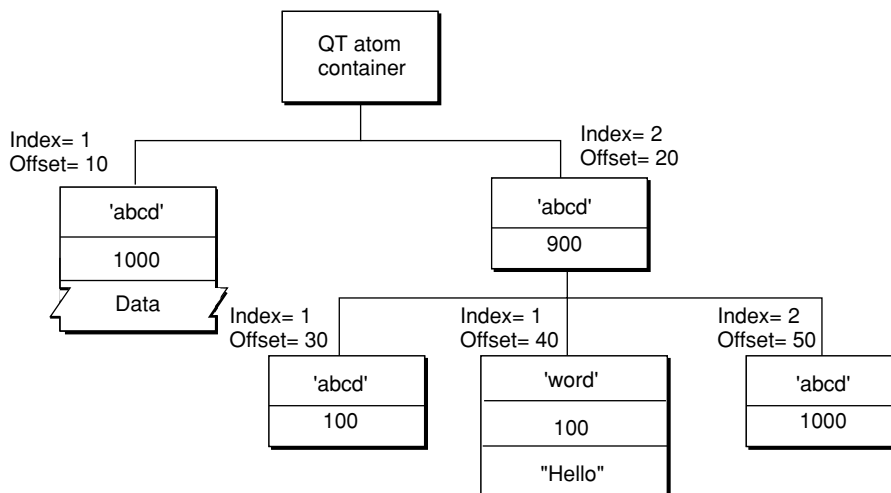 QT atom
container
Index= 1
Offset= 10
Index= 2
Offset= 20
'abcd'
1000
Data
'abcd'
900
Index= 1
Offset= 30
Index= 1
Offset= 40
Index= 2
Offset= 50
'abcd'
100
'word'
100
"Hello"
'abcd'
1000